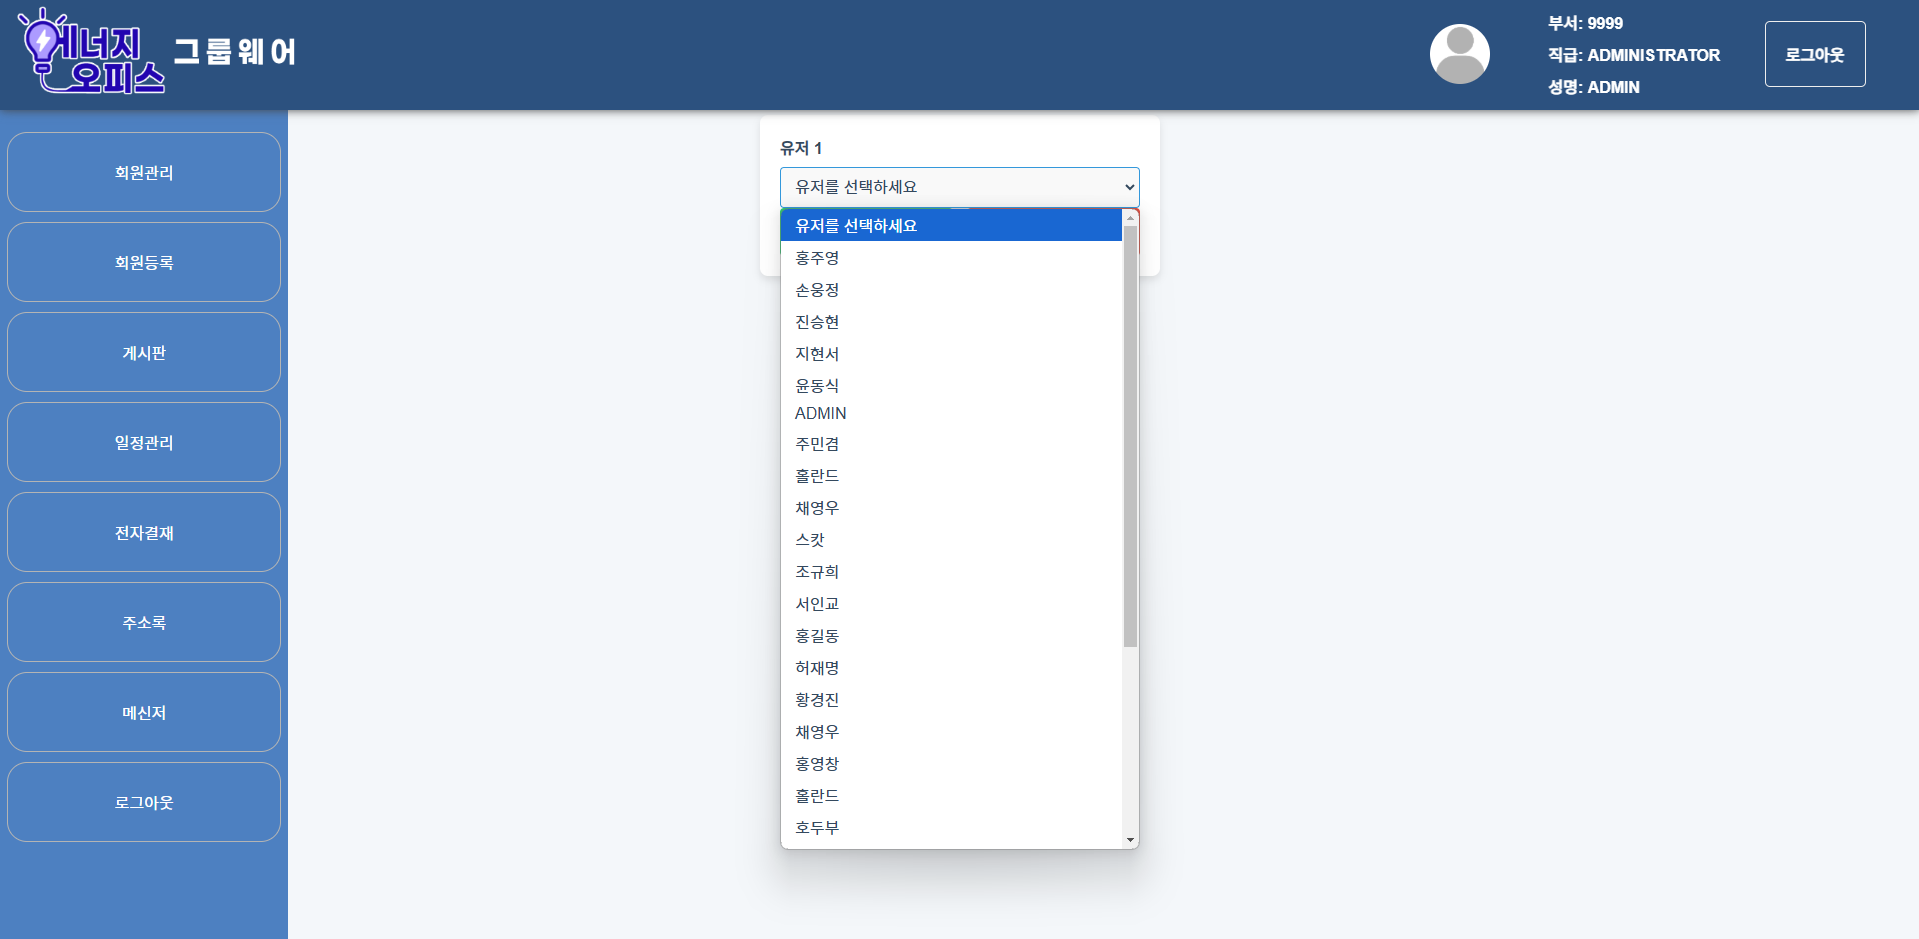 에너지
오피스
그룹웨어
부서: 9999
직급: ADMINISTRATOR
성명: ADMIN
로그아웃
회원관리
회원등록
게시판
일정관리
전자결재
주소록
메신저
로그아웃
유저 1
유저를 선택하세요
유저를 선택하세요
홍주영
손웅정
진승현
지현서
윤동식
ADMIN
주민겸
홀란드
채영우
스캇
조규희
서인교
홍길동
허재명
황경진
채영우
홍영창
홀란드
호두부